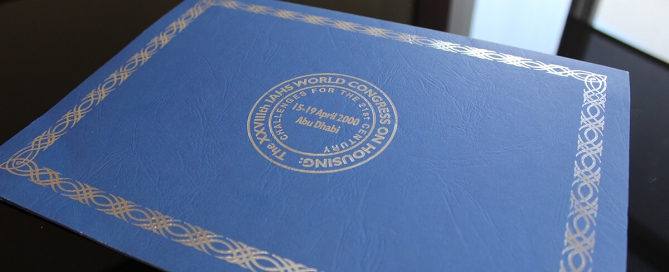 The XXVIIIth IAHS WORLD CONGRESS ON HOUSING:
CHALLENGES FOR THE 21st CENTURY
15-19 April 2000
Abu Dhabi